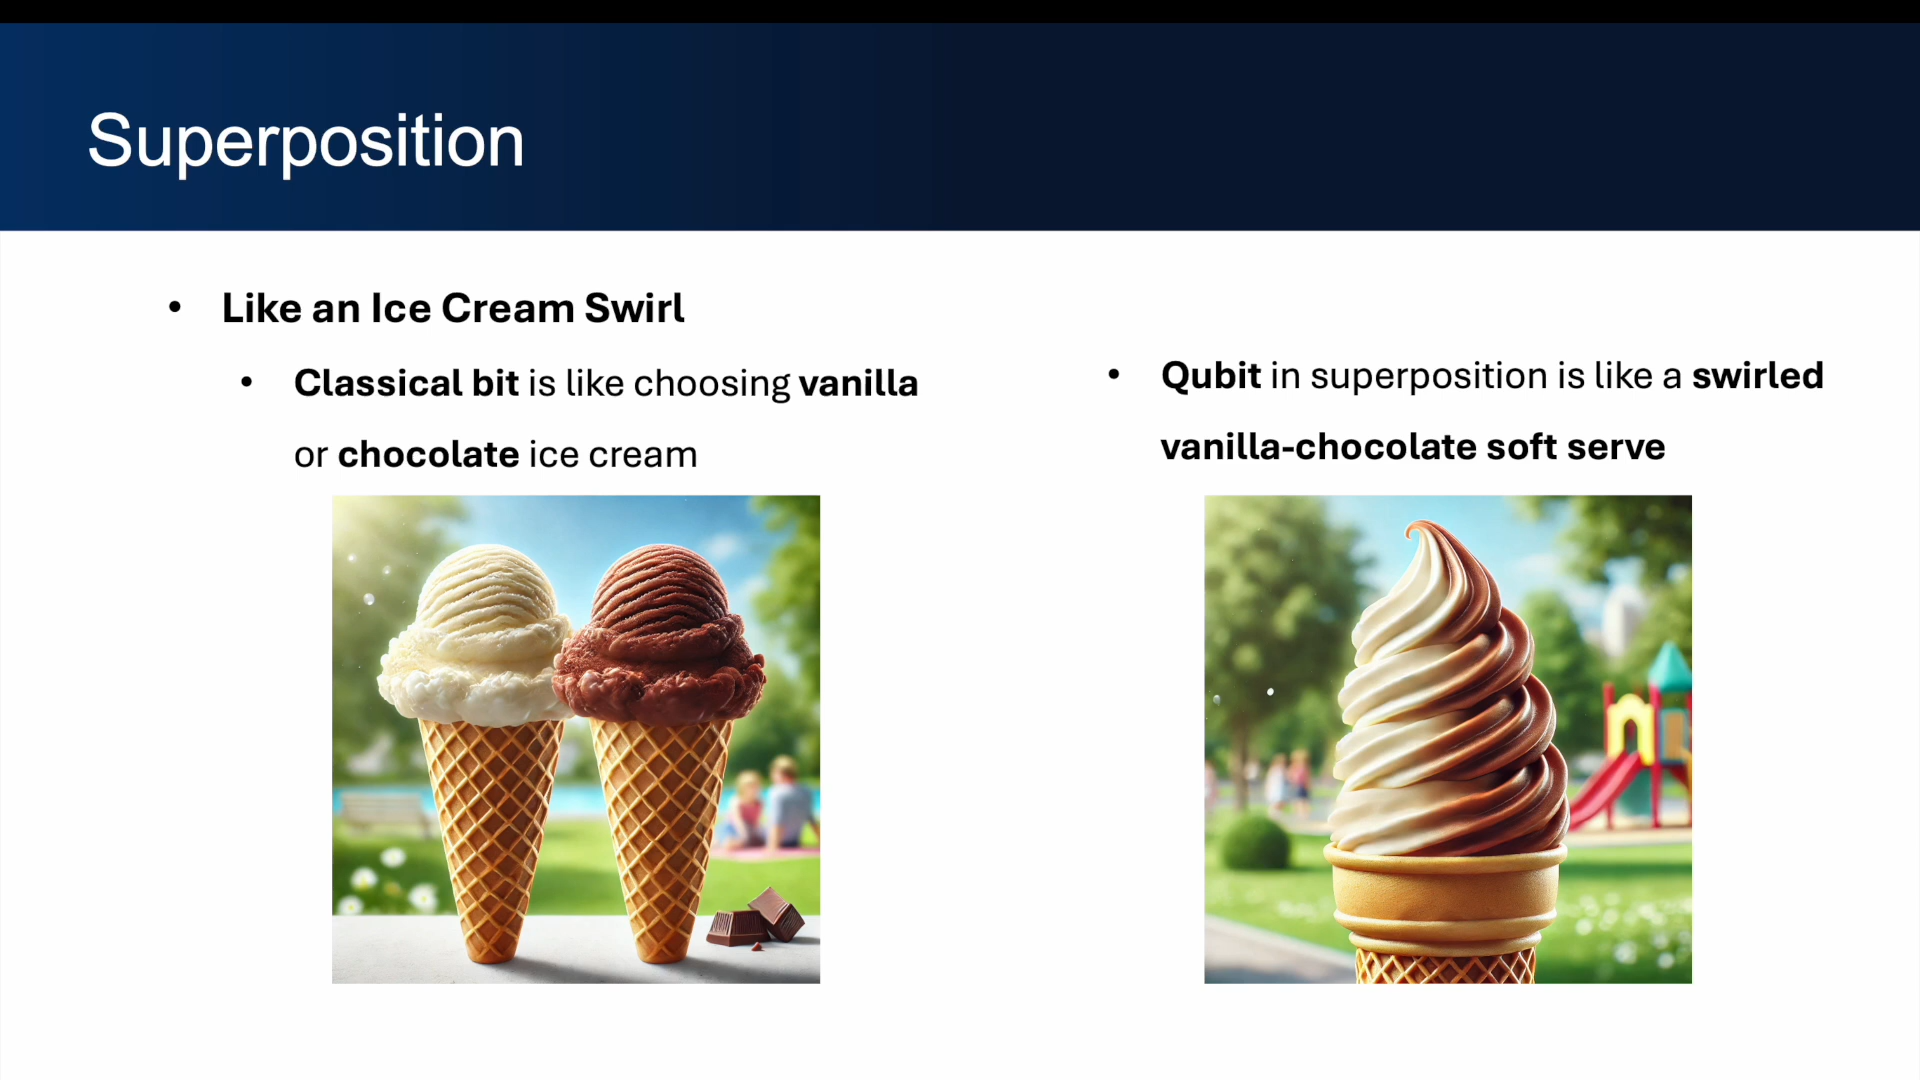 Superposition
• Like an Ice Cream Swirl
• Classical bit is like choosing vanilla
or chocolate ice cream
• Qubit in superposition is like a swirled
vanilla-chocolate soft serve